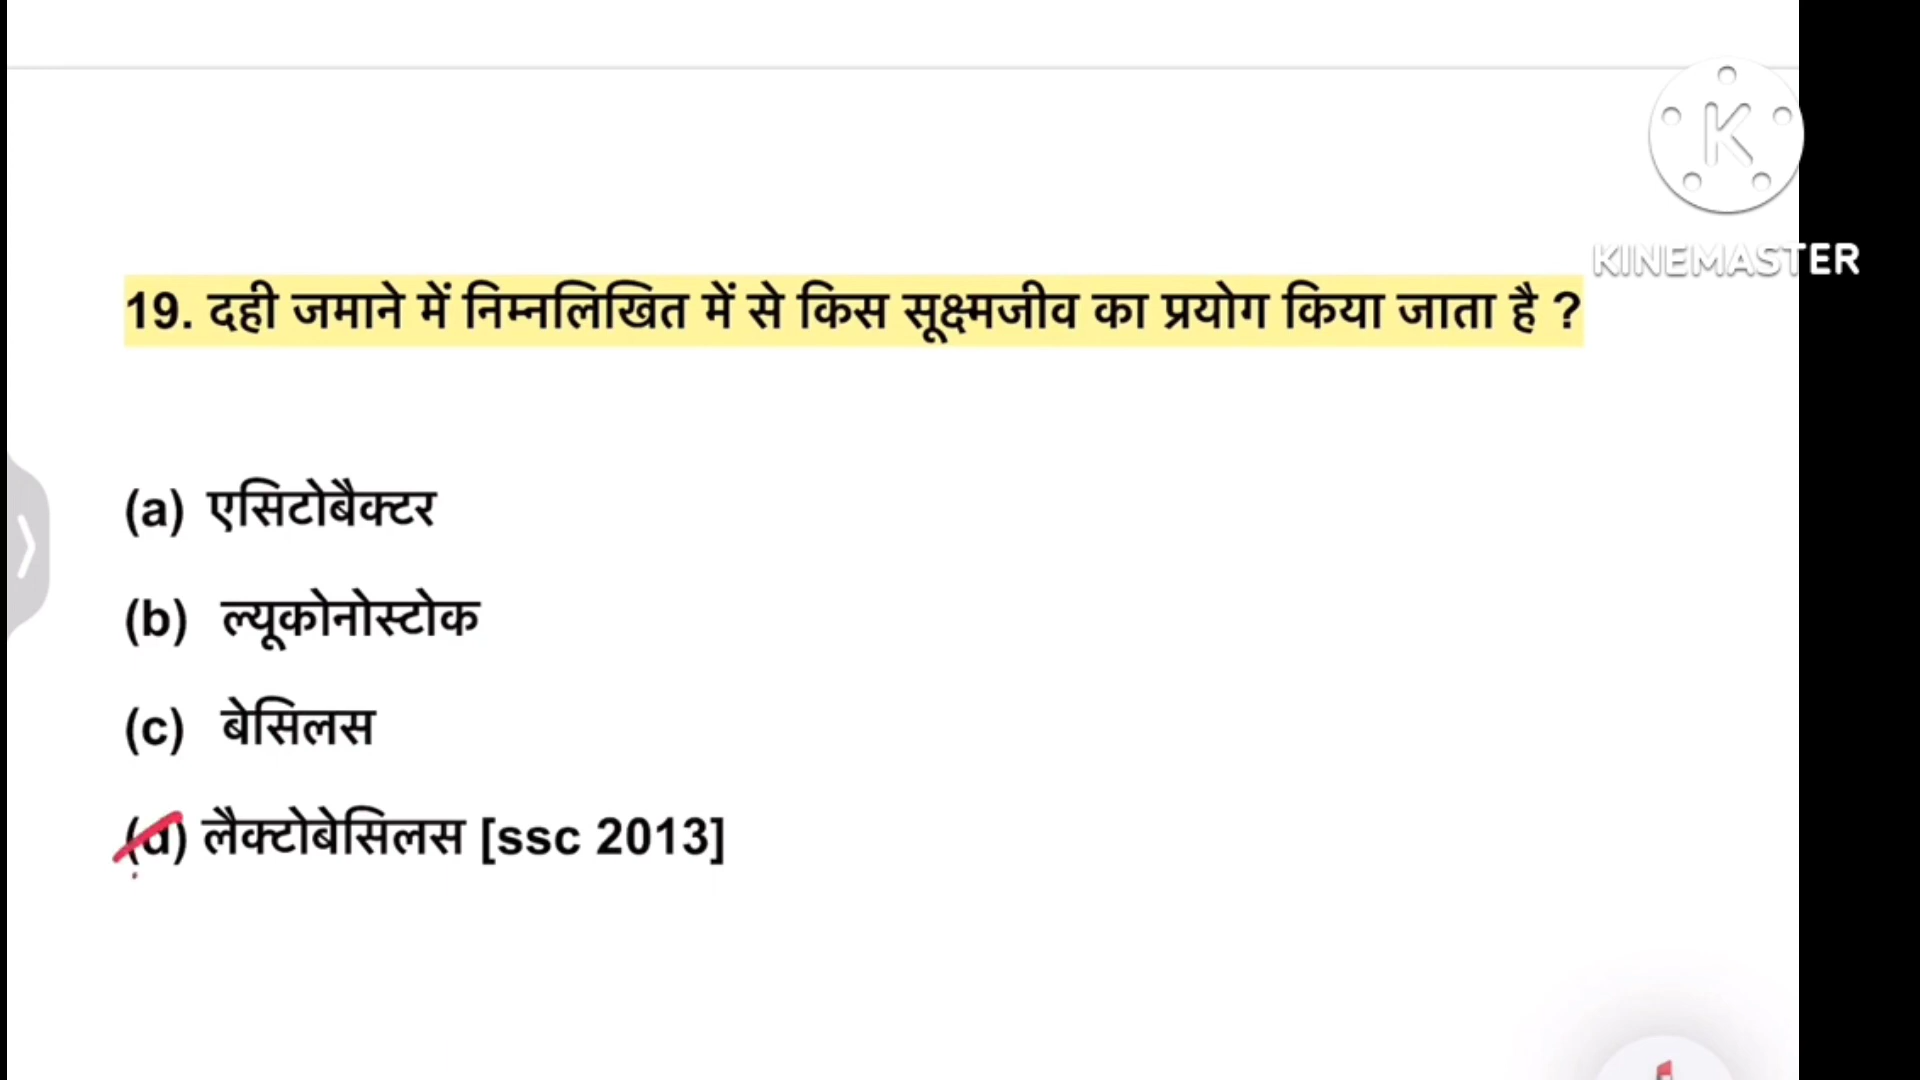 K
KINEMASTER
19. दही जमाने में निम्नलिखित में से किस सूक्ष्मजीव का प्रयोग किया जाता है ?
(a) एसिटोबैक्टर
(b) ल्यूकोनोस्टोक
(c) बेसिलस
(d) लैक्टोबेसिलस [ssc 2013]